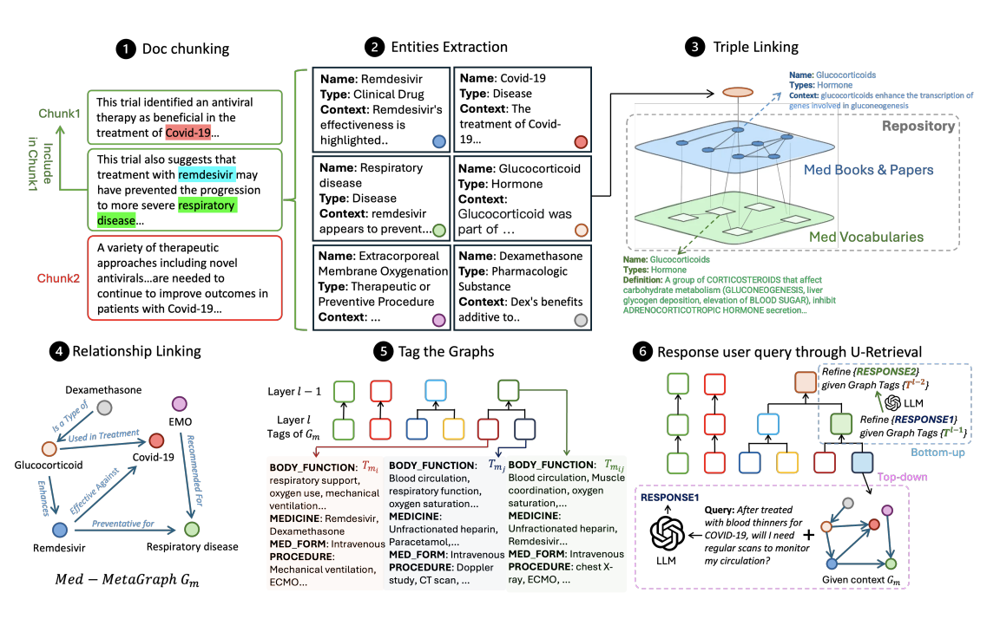 1 Doc chunking
Chunk1
Include
in Chunk1
This trial identified an antiviral
therapy as beneficial in the
treatment of Covid-19...
This trial also suggests that
treatment with remdesivir may
have prevented the progression
to more severe respiratory
disease...
Chunk2
A variety of therapeutic
approaches including novel
antivirals...are needed to
continue to improve outcomes in
patients with Covid-19...
2 Entities Extraction
Name: Remdesivir
Type: Clinical Drug
Context: Remdesivir's
effectiveness is
highlighted..
Name: Covid-19
Type: Disease
Context: The
treatment of Covid-
19...
Name: Respiratory
disease
Type: Disease
Context: remdesivir
appears to prevent...
Name: Glucocorticoid
Type: Hormone
Context:
Glucocorticoid was
part of ...
Name: Extracorporeal
Membrane Oxygenation
Type: Therapeutic or
Preventive Procedure
Context: ...
Name: Dexamethasone
Type: Pharmacologic
Substance
Context: Dex's benefits
additive to..
3 Triple Linking
Name: Glucocorticoids
Types: Hormone
Context: glucocorticoids enhance the transcription of
genes involved in gluconeogenesis
Repository
Med Books & Papers
Med Vocabularies
Name: Glucocorticoids
Types: Hormone
Definition: A group of CORTICOSTEROIDS that affect
carbohydrate metabolism (GLUCONEOGENESIS, liver
glycogen deposition, elevation of BLOOD SUGAR), inhibit
ADRENOCORTICOTROPIC HORMONE secretion...
4 Relationship Linking
Dexamethasone
EMO
Is a Type of
Used in Treatment
Covid-19
Glucocorticoid
Enhances
Effective Against
Recommended For
Preventative for
Remdesivir
Respiratory disease
Med − MetaGraph Gm
5 Tag the Graphs
Layer l − 1
Layer l
Tags of Gm
BODY_FUNCTION: Tmi
respiratory support,
oxygen use, mechanical
ventilation...
MEDICINE: Remdesivir,
Dexamethasone
MED_FORM: Intravenous
PROCEDURE:
Mechanical ventilation,
ECMO...
BODY_FUNCTION: Tmj
Blood circulation,
respiratory function,
oxygen saturation...
MEDICINE:
Unfractionated heparin,
Paracetamol,...
MED_FORM: Intravenous
PROCEDURE: Doppler
study, CT scan, ...
BODY_FUNCTION: Tmij
Blood circulation, Muscle
coordination, oxygen
saturation,...
MEDICINE:
Unfractionated heparin,
Remdesivir...
MED_FORM: Intravenous
PROCEDURE: chest X-
ray, ECMO, ...
6 Response user query through U-Retrieval
Refine {RESPONSE2}
given Graph Tags {Tl−2}
LLM
Refine {RESPONSE1}
given Graph Tags {Tl−1}
Bottom-up
Top-down
RESPONSE1
LLM
Query: After treated
with blood thinners for
COVID-19, will I need
regular scans to monitor
my circulation?
+
Given context Gm